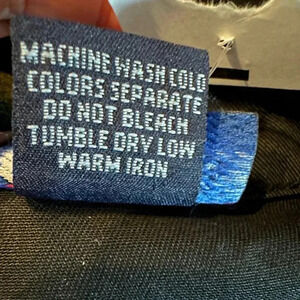 MACHINE WASH COLD
COLORS SEPARATE
DO NOT BLEACH
TUMBLE DRY LOW
WARM IRON